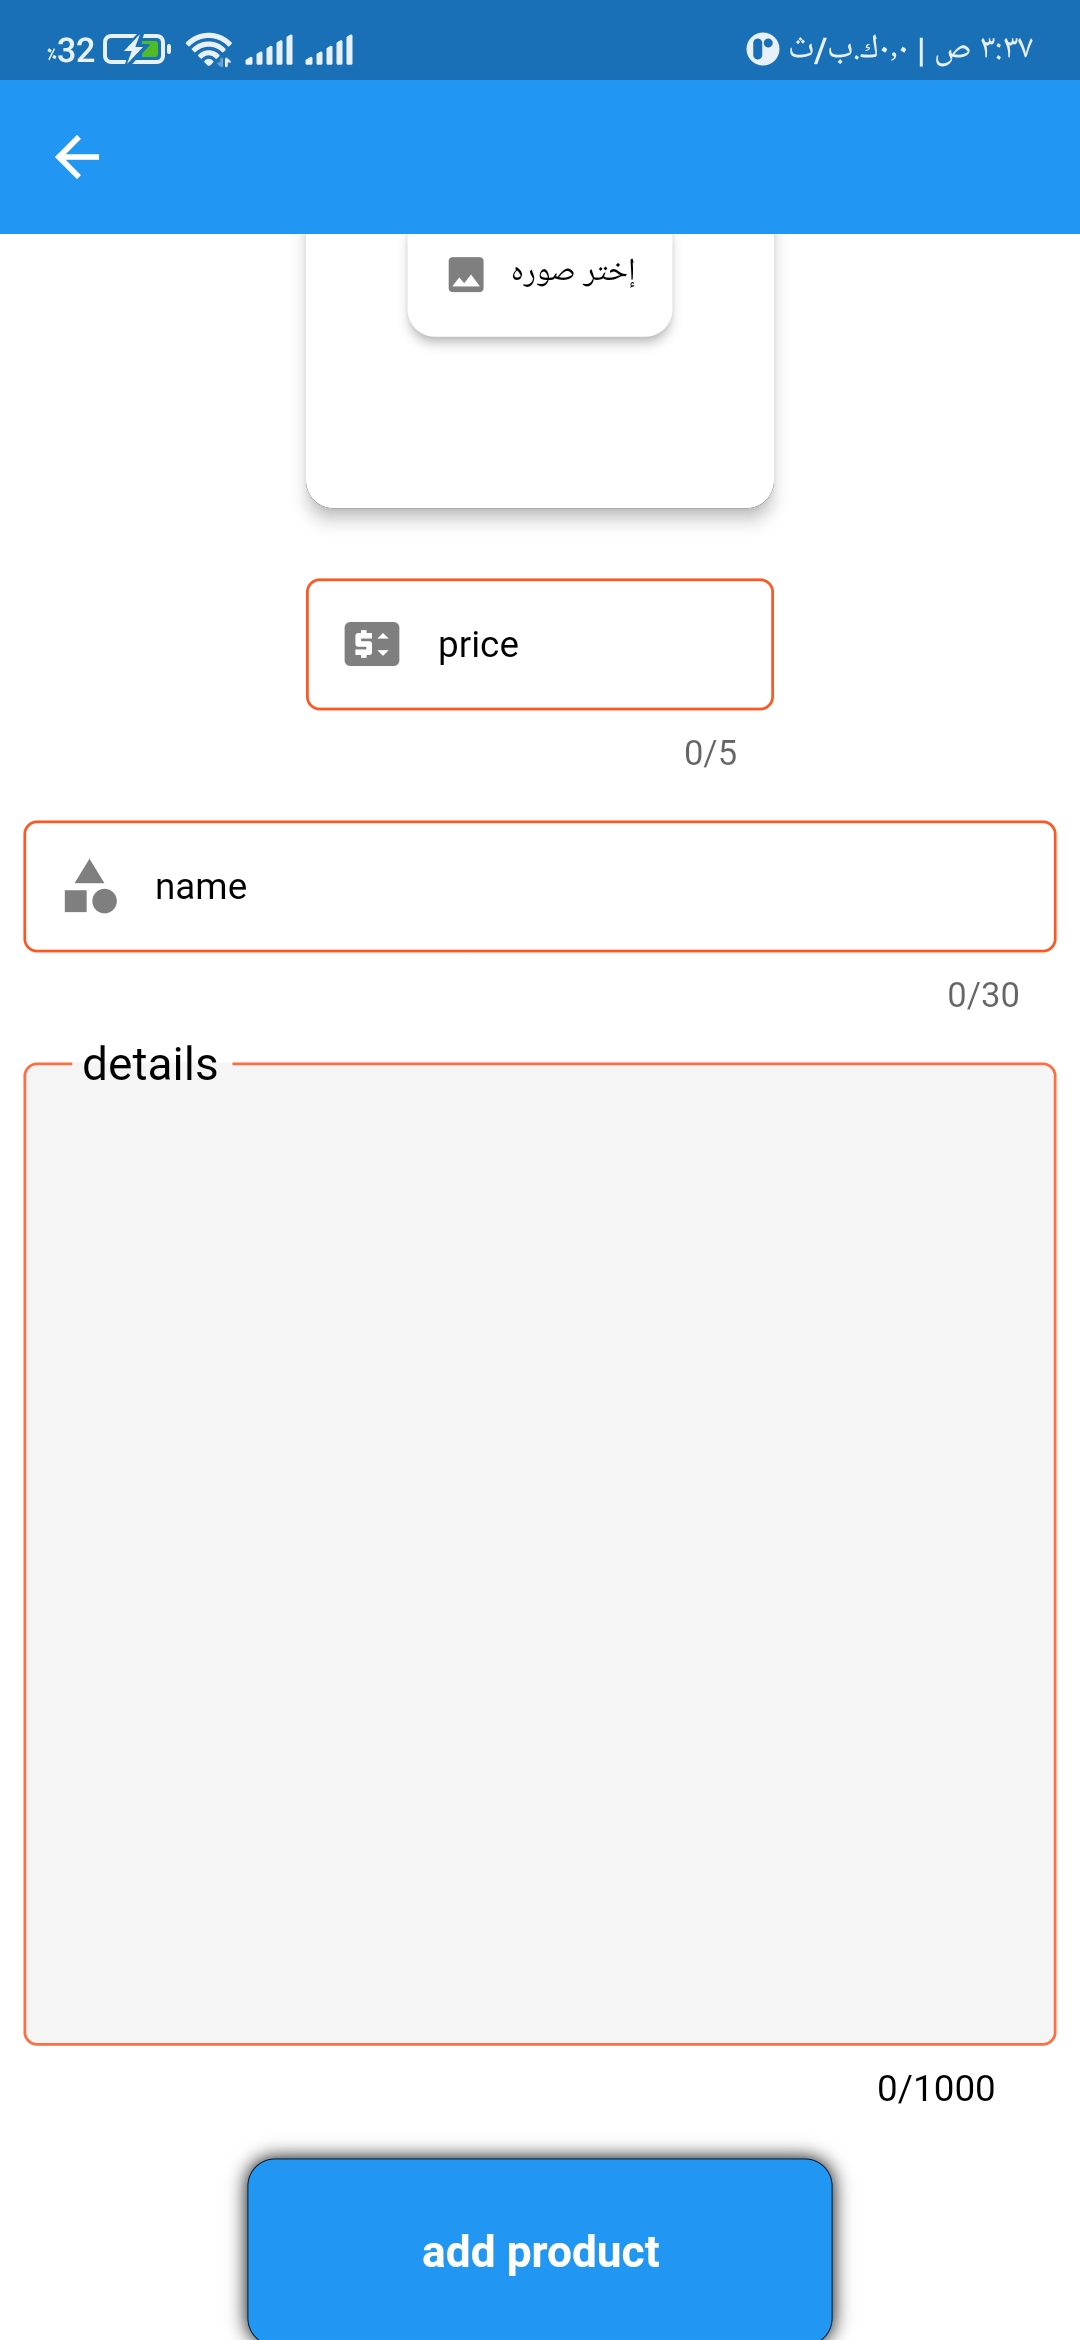 ٪32 ٣:٣٧ ص | ٠,٠ك.ب/ث
إختر صوره
price
0/5
name
0/30
details
0/1000
add product